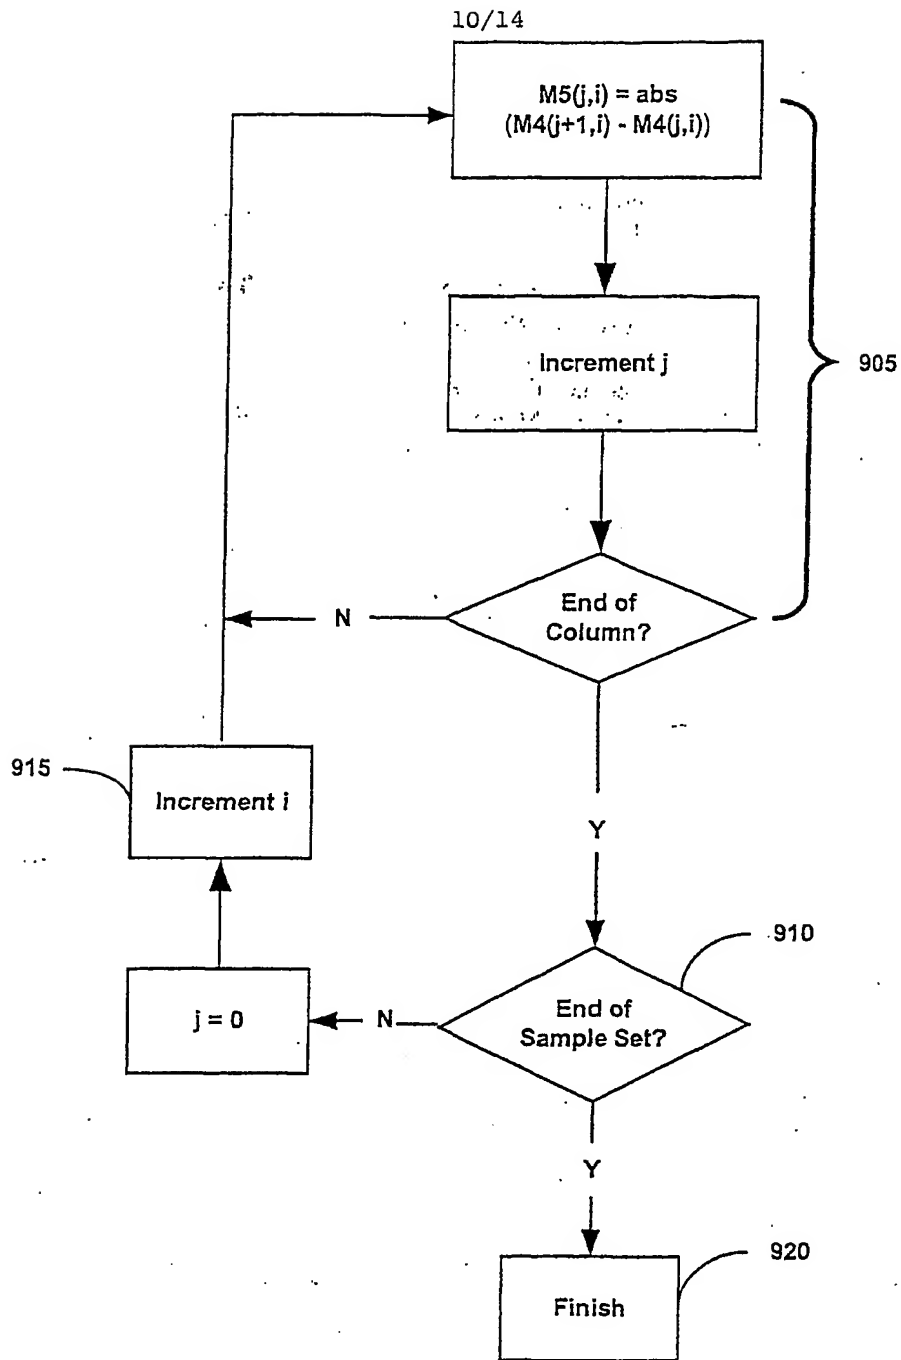 10/14
M5(j,i) = abs
(M4(j+1,i) - M4(j,i))
Increment j
905
End of
Column?
N
915
Increment i
Y
910
End of
Sample Set?
N
j = 0
Y
920
Finish